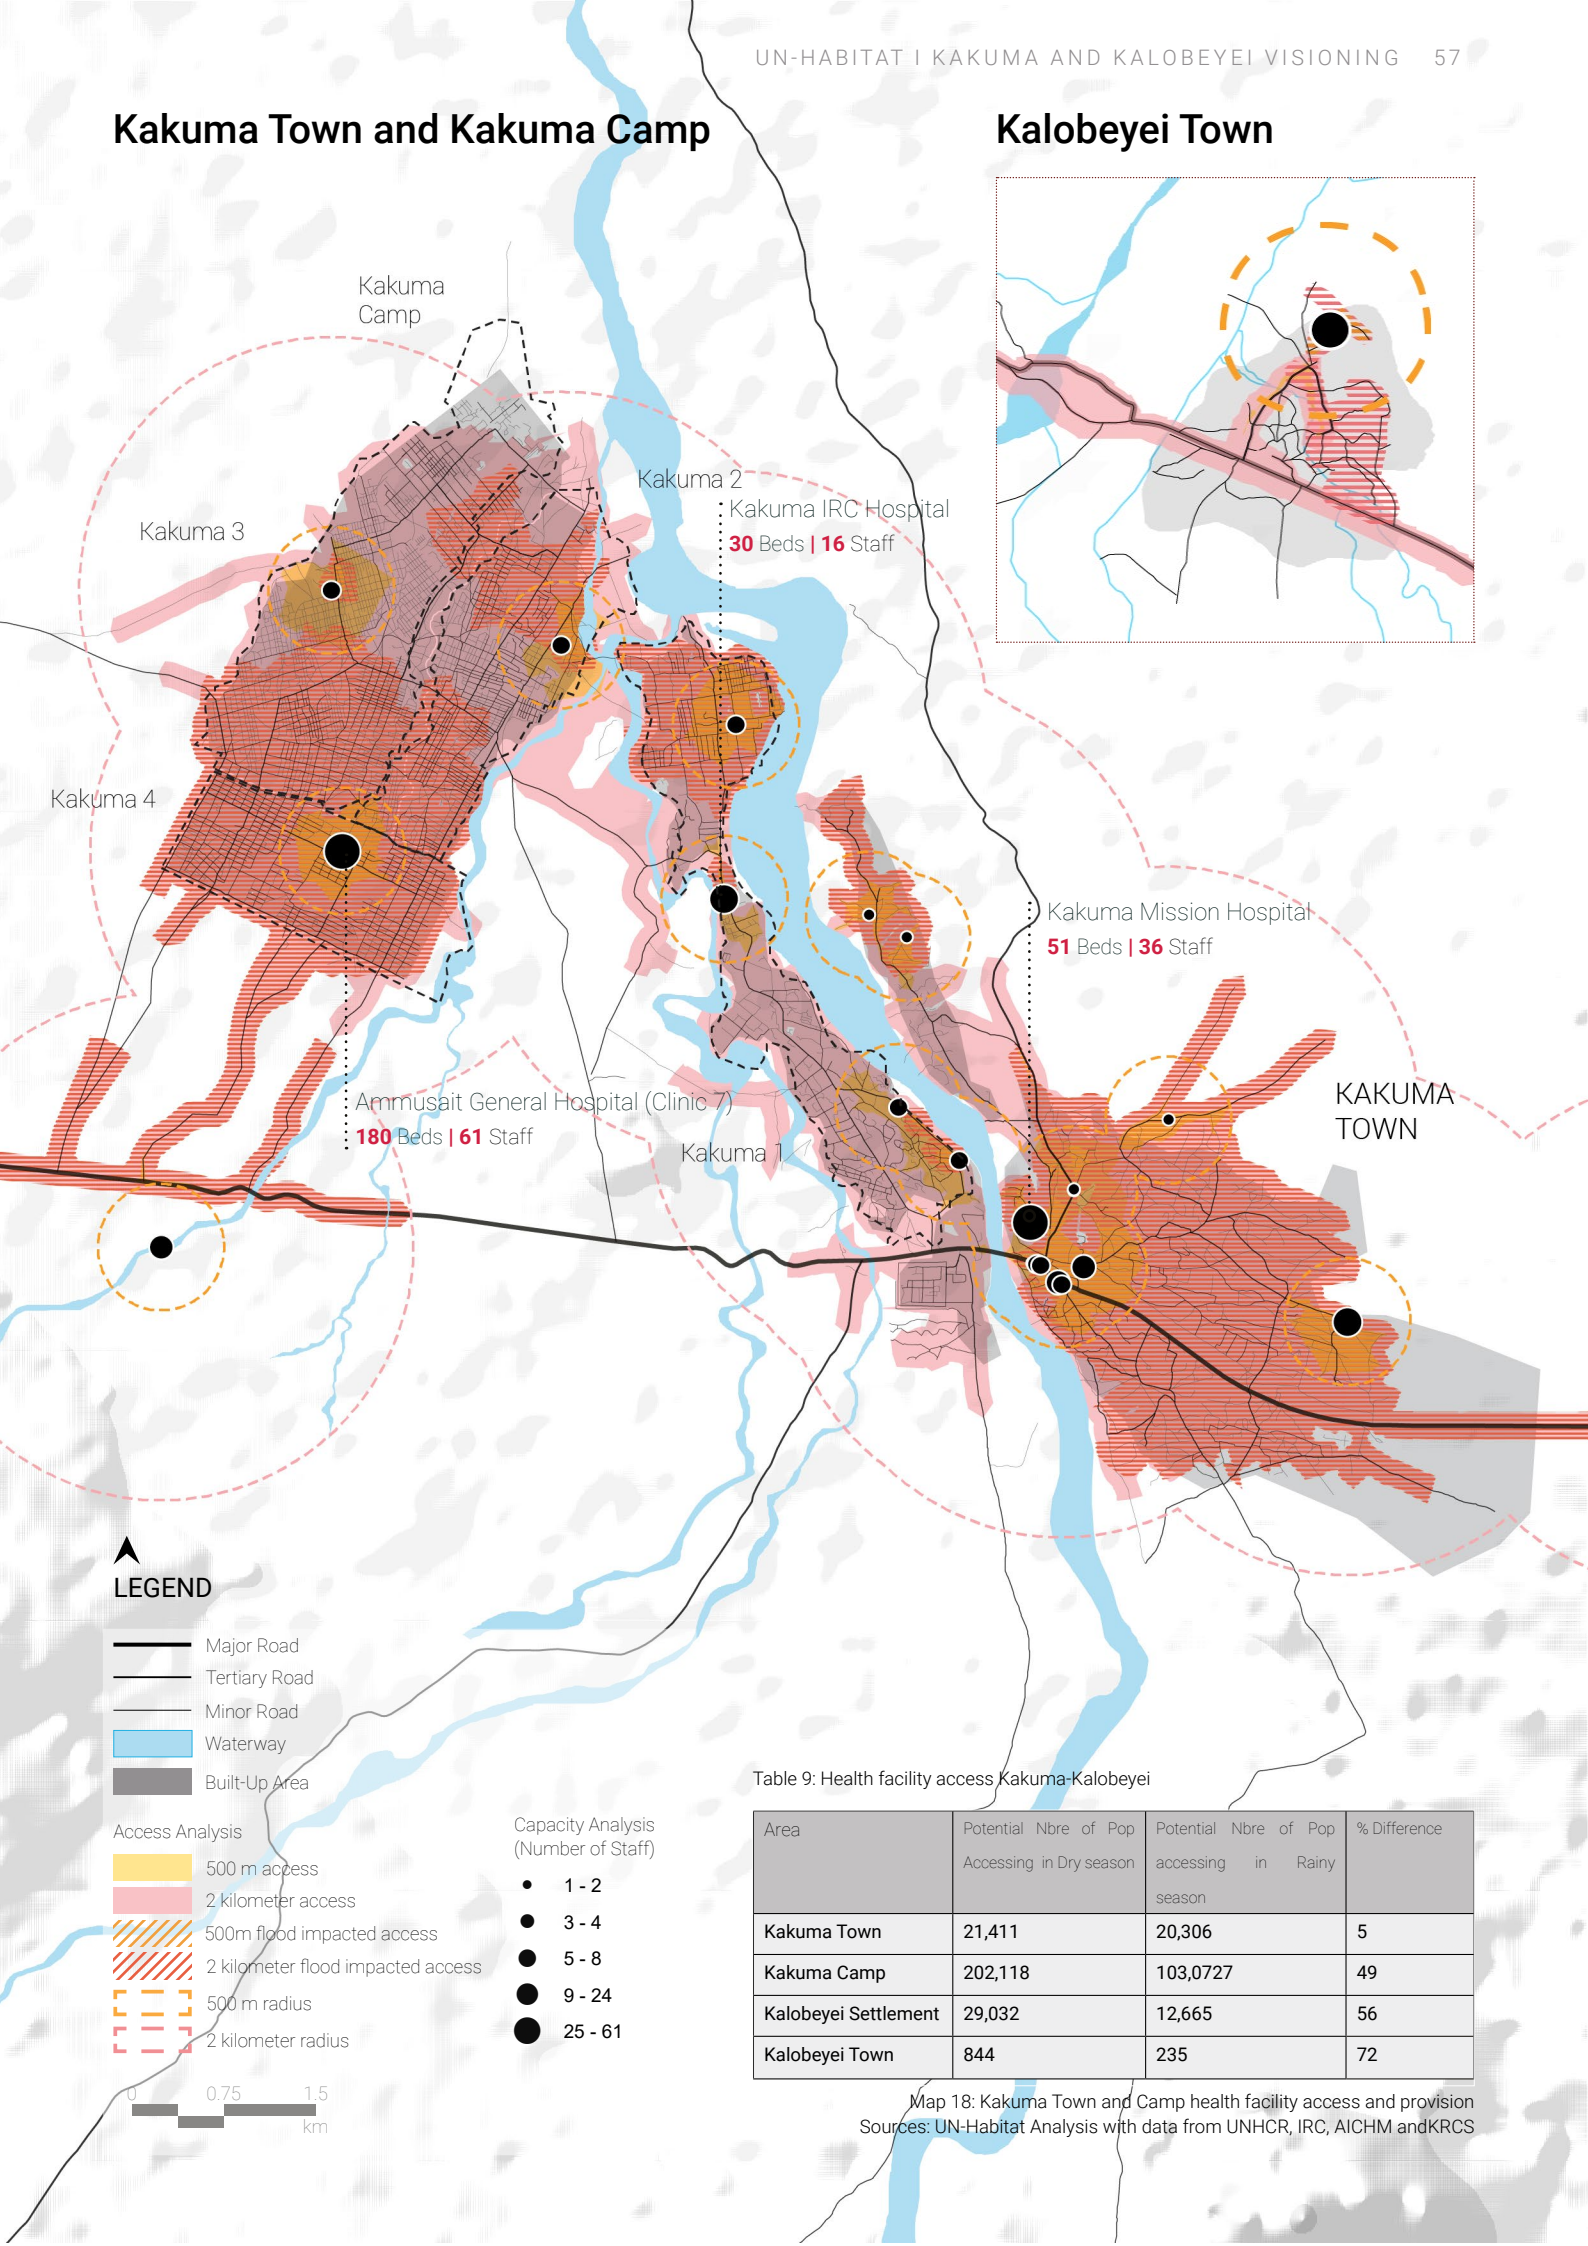 UN-HABITAT I KAKUMA AND KALOBEYEI VISIONING 57
Kakuma Town and Kakuma Camp
Kalobeyei Town
Kakuma
Camp
Kakuma 2
Kakuma IRC Hospital
30 Beds | 16 Staff
Kakuma 3
Kakuma 4
Kakuma Mission Hospital
51 Beds | 36 Staff
KAKUMA
TOWN
Ammusait General Hospital (Clinic 7)
180 Beds | 61 Staff
Kakuma 1
LEGEND
Major Road
Tertiary Road
Minor Road
Waterway
Built-Up Area
Access Analysis
500 m access
2 kilometer access
500m flood impacted access
2 kilometer flood impacted access
500 m radius
2 kilometer radius
0 0.75 1.5
km
Capacity Analysis
(Number of Staff)
1 - 2
3 - 4
5 - 8
9 - 24
25 - 61
Table 9: Health facility access Kakuma-Kalobeyei
Area Potential Nbre of Pop Potential Nbre of Pop % Difference
Accessing in Dry season accessing in Rainy
season
Kakuma Town 21,411 20,306 5
Kakuma Camp 202,118 103,0727 49
Kalobeyei Settlement 29,032 12,665 56
Kalobeyei Town 844 235 72
Map 18: Kakuma Town and Camp health facility access and provision
Sources: UN-Habitat Analysis with data from UNHCR, IRC, AICHM andKRCS